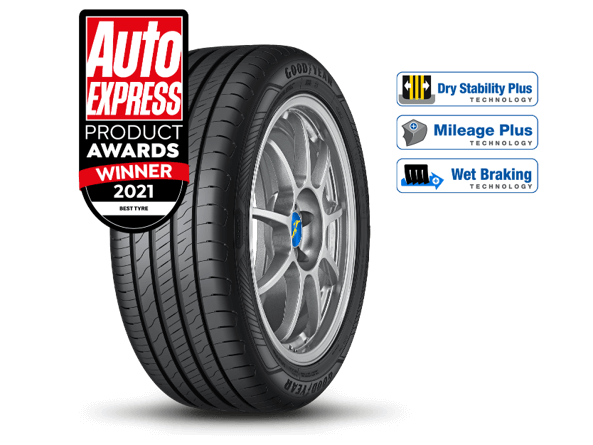 Auto
EXPRESS
PRODUCT
AWARDS
WINNER
2021
BEST TYRE
GOODYEAR
GOODYEAR
Dry Stability Plus
TECHNOLOGY
Mileage Plus
TECHNOLOGY
Wet Braking
TECHNOLOGY